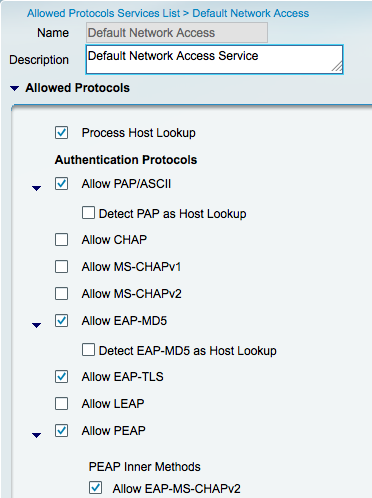 Allowed Protocols Services List > Default Network Access
Name Default Network Access
Description Default Network Access Service
Allowed Protocols
Process Host Lookup
Authentication Protocols
Allow PAP/ASCII
Detect PAP as Host Lookup
Allow CHAP
Allow MS-CHAPv1
Allow MS-CHAPv2
Allow EAP-MD5
Detect EAP-MD5 as Host Lookup
Allow EAP-TLS
Allow LEAP
Allow PEAP
PEAP Inner Methods
Allow EAP-MS-CHAPv2